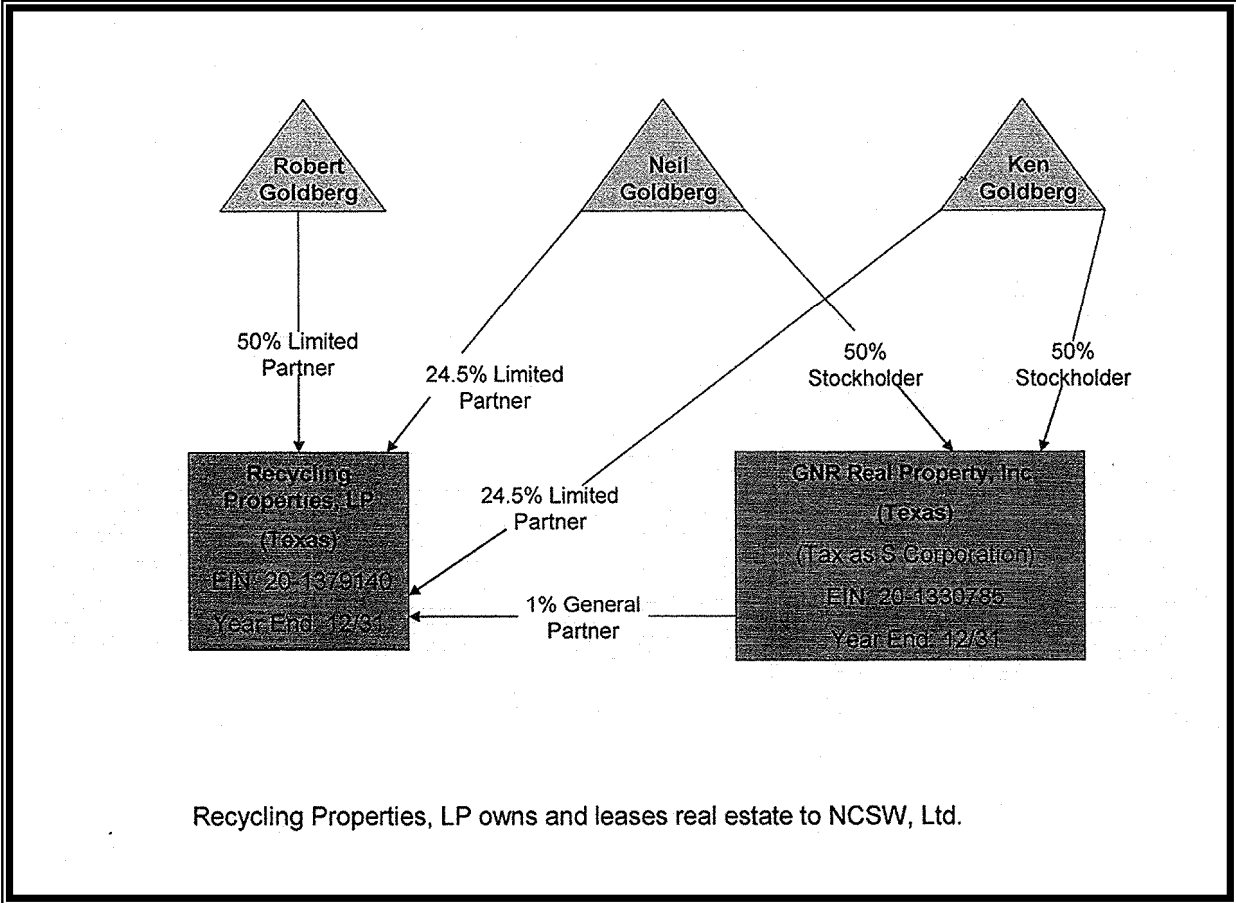 Robert
Goldberg
Neil
Goldberg
Ken
Goldberg
50% Limited
Partner
24.5% Limited
Partner
50%
Stockholder
50%
Stockholder
24.5% Limited
Partner
1% General
Partner
Recycling
Properties, LP
(Texas)
EIN: 20-1379140
Year End: 12/31
GNR Real Property, Inc.
(Texas)
(Tax as S Corporation)
EIN: 20-1330785
Year End: 12/31
Recycling Properties, LP owns and leases real estate to NCSW, Ltd.